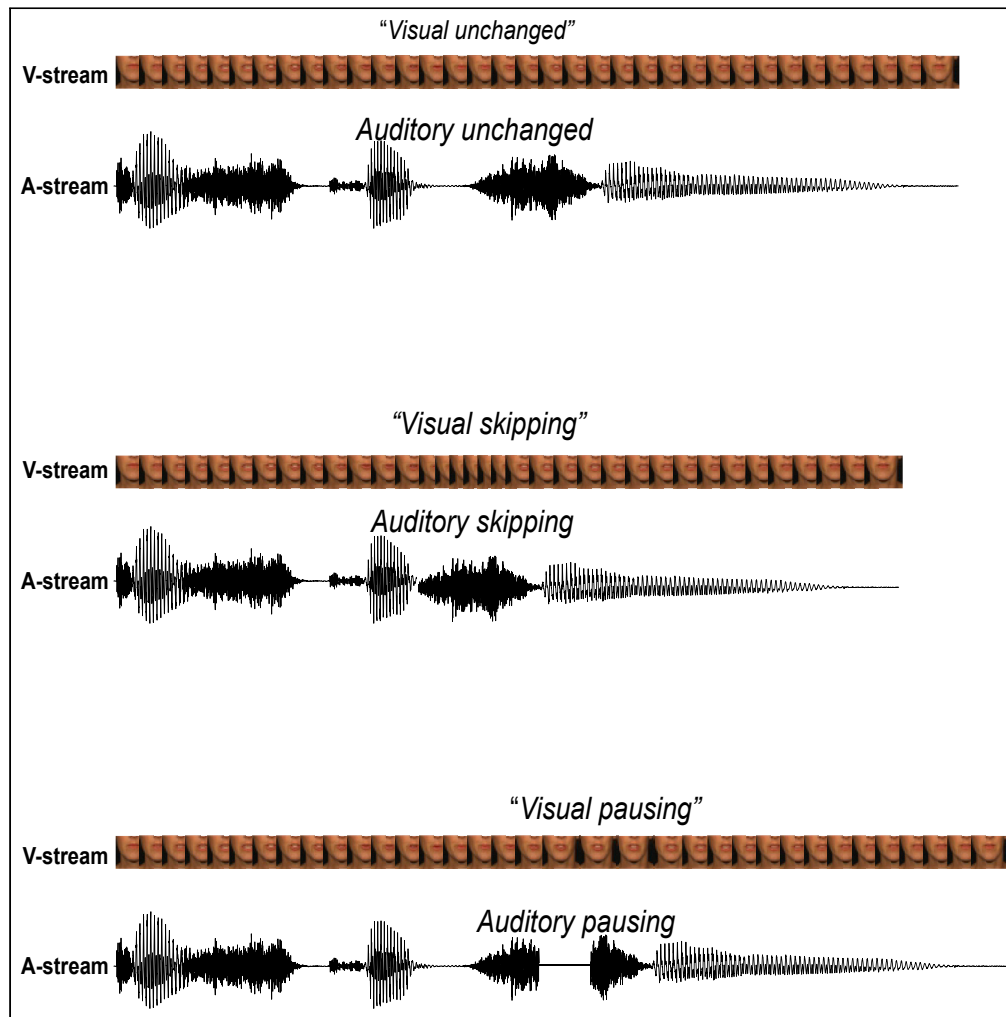 “Visual unchanged”
V-stream
Auditory unchanged
A-stream
“Visual skipping”
V-stream
Auditory skipping
A-stream
“Visual pausing”
V-stream
Auditory pausing
A-stream